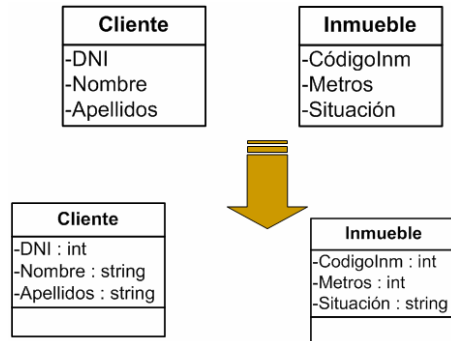 Cliente
-DNI
-Nombre
-Apellidos
Inmueble
-CódigoInm
-Metros
-Situación
Cliente
-DNI : int
-Nombre : string
-Apellidos : string
Inmueble
-CodigoInm : int
-Metros : int
-Situación : string